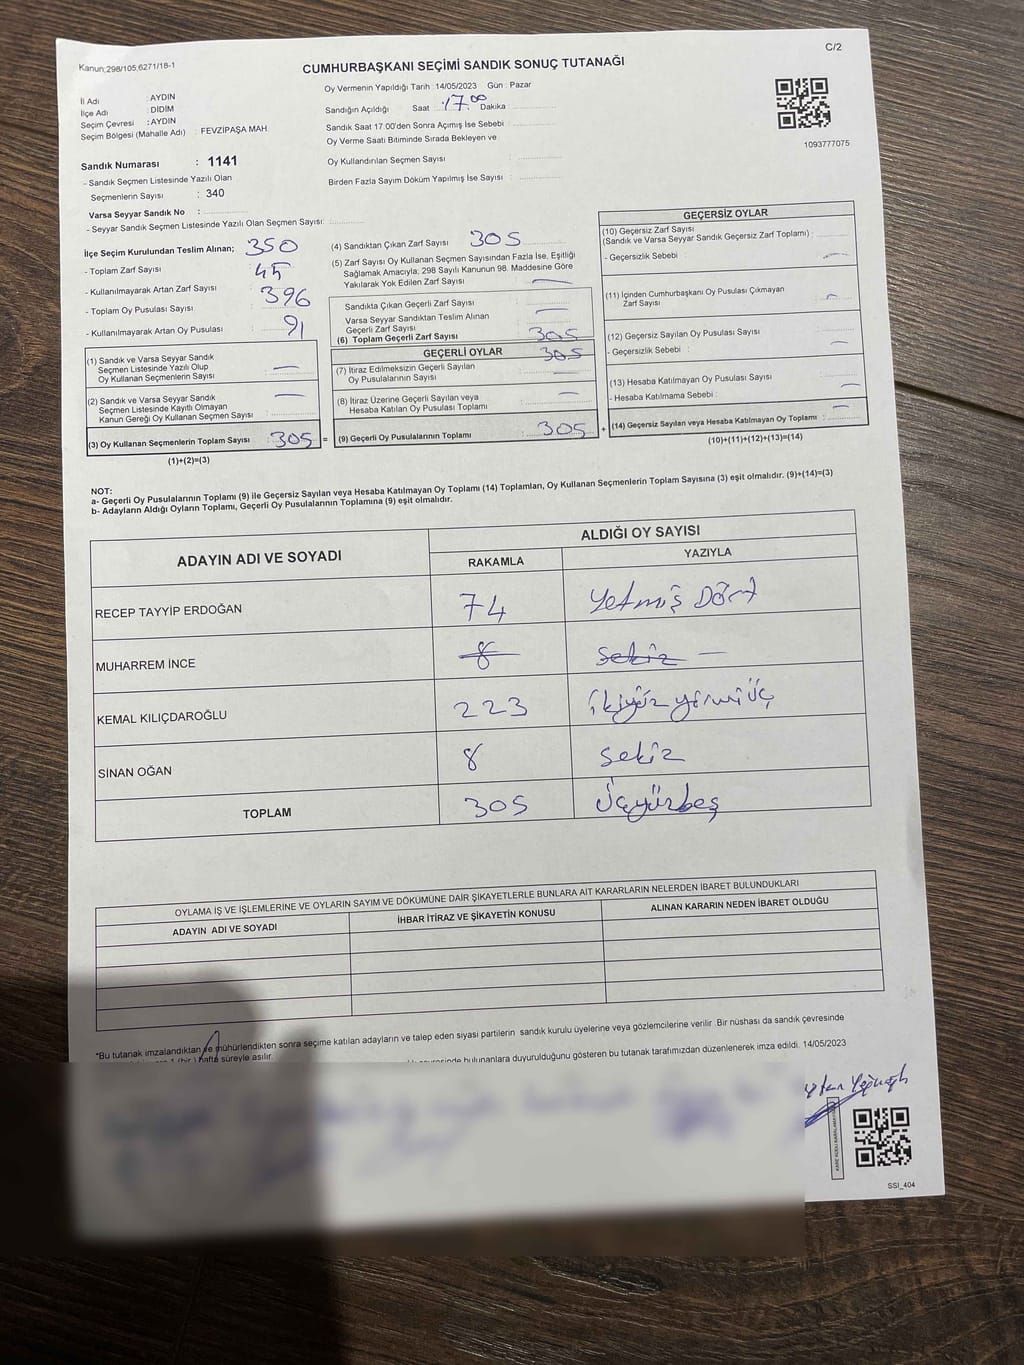 C/2
Kanun;298/105,6271/18-1
CUMHURBAŞKANI SEÇİMİ SANDIK SONUÇ TUTANAĞI
İl Adı : AYDIN
İlçe Adı : DİDİM
Seçim Çevresi : AYDIN
Seçim Bölgesi (Mahalle Adı) : FEVZİPAŞA MAH
Oy Vermenin Yapıldığı Tarih : 14/05/2023 Gün : Pazar
Sandığın Açıldığı Saat : 17.00 Dakika
Sandık Saat 17.00'den Sonra Açımış İse Sebebi :
Oy Verme Saati Bitiminde Sırada Bekleyen ve
Oy Kullandırılan Seçmen Sayısı :
Birden Fazla Sayım Döküm Yapılmış İse Sayısı :
1093777075
Sandık Numarası : 1141
- Sandık Seçmen Listesinde Yazılı Olan
Seçmenlerin Sayısı : 340
Varsa Seyyar Sandık No :
- Seyyar Sandık Seçmen Listesinde Yazılı Olan Seçmen Sayısı:
İlçe Seçim Kurulundan Teslim Alınan;
- Toplam Zarf Sayısı : 350
- Kullanılmayarak Artan Zarf Sayısı : 45
- Toplam Oy Pusulası Sayısı : 396
- Kullanılmayarak Artan Oy Pusulası : 91
(1) Sandık ve Varsa Seyyar Sandık
Seçmen Listesinde Yazılı Olup
Oy Kullanan Seçmenlerin Sayısı : —
(2) Sandık ve Varsa Seyyar Sandık
Seçmen Listesinde Kayıtlı Olmayan
Kanun Gereği Oy Kullanan Seçmen Sayısı : —
(3) Oy Kullanan Seçmenlerin Toplam Sayısı : 305 =
(1)+(2)=(3)
(4) Sandıktan Çıkan Zarf Sayısı : 305
(5) Zarf Sayısı Oy Kullanan Seçmen Sayısından Fazla İse, Eşitliği
Sağlamak Amacıyla; 298 Sayılı Kanunun 98. Maddesine Göre
Yakılarak Yok Edilen Zarf Sayısı : —
Sandıkta Çıkan Geçerli Zarf Sayısı : —
Varsa Seyyar Sandıktan Teslim Alınan
Geçerli Zarf Sayısı : —
(6) Toplam Geçerli Zarf Sayısı : 305
GEÇERLİ OYLAR
(7) İtiraz Edilmeksizin Geçerli Sayılan
Oy Pusulalarının Sayısı : 305
—
(8) İtiraz Üzerine Geçerli Sayılan veya
Hesaba Katılan Oy Pusulası Toplamı : —
(9) Geçerli Oy Pusulalarının Toplamı : 305 +
GEÇERSİZ OYLAR
(10) Geçersiz Zarf Sayısı
(Sandık ve Varsa Seyyar Sandık Geçersiz Zarf Toplamı) :
- Geçersizlik Sebebi : —
(11) İçinden Cumhurbaşkanı Oy Pusulası Çıkmayan
Zarf Sayısı : —
(12) Geçersiz Sayılan Oy Pusulası Sayısı :
- Geçersizlik Sebebi : —
(13) Hesaba Katılmayan Oy Pusulası Sayısı :
- Hesaba Katılmama Sebebi : —
(14) Geçersiz Sayılan veya Hesaba Katılmayan Oy Toplamı : —
(10)+(11)+(12)+(13)=(14)
NOT:
a- Geçerli Oy Pusulalarının Toplamı (9) ile Geçersiz Sayılan veya Hesaba Katılmayan Oy Toplamı (14) Toplamları, Oy Kullanan Seçmenlerin Toplam Sayısına (3) eşit olmalıdır. (9)+(14)=(3)
b- Adayların Aldığı Oyların Toplamı, Geçerli Oy Pusulalarının Toplamına (9) eşit olmalıdır.
ADAYIN ADI VE SOYADI ALDIĞI OY SAYISI
RAKAMLA YAZIYLA
RECEP TAYYİP ERDOĞAN 74 Yetmiş Dört
MUHARREM İNCE 8 Sekiz —
KEMAL KILIÇDAROĞLU 223 ikiyüz yirmi üç
SİNAN OĞAN 8 Sekiz
TOPLAM 305 Üçyüzbeş
OYLAMA İŞ VE İŞLEMLERİNE VE OYLARIN SAYIM VE DÖKÜMÜNE DAİR ŞİKAYETLERLE BUNLARA AİT KARARLARIN NELERDEN İBARET BULUNDUKLARI
ADAYIN ADI VE SOYADI İHBAR İTİRAZ VE ŞİKAYETİN KONUSU ALINAN KARARIN NEDEN İBARET OLDUĞU
*Bu tutanak imzalandıktan ve mühürlendikten sonra seçime katılan adayların ve talep eden siyasi partilerin sandık kurulu üyelerine veya gözlemcilerine verilir. Bir nüshası da sandık çevresinde
hafta süreyle asılır.
bulunanlara duyurulduğunu gösteren bu tutanak tarafımızdan düzenlenerek imza edildi. 14/05/2023
SSI_404